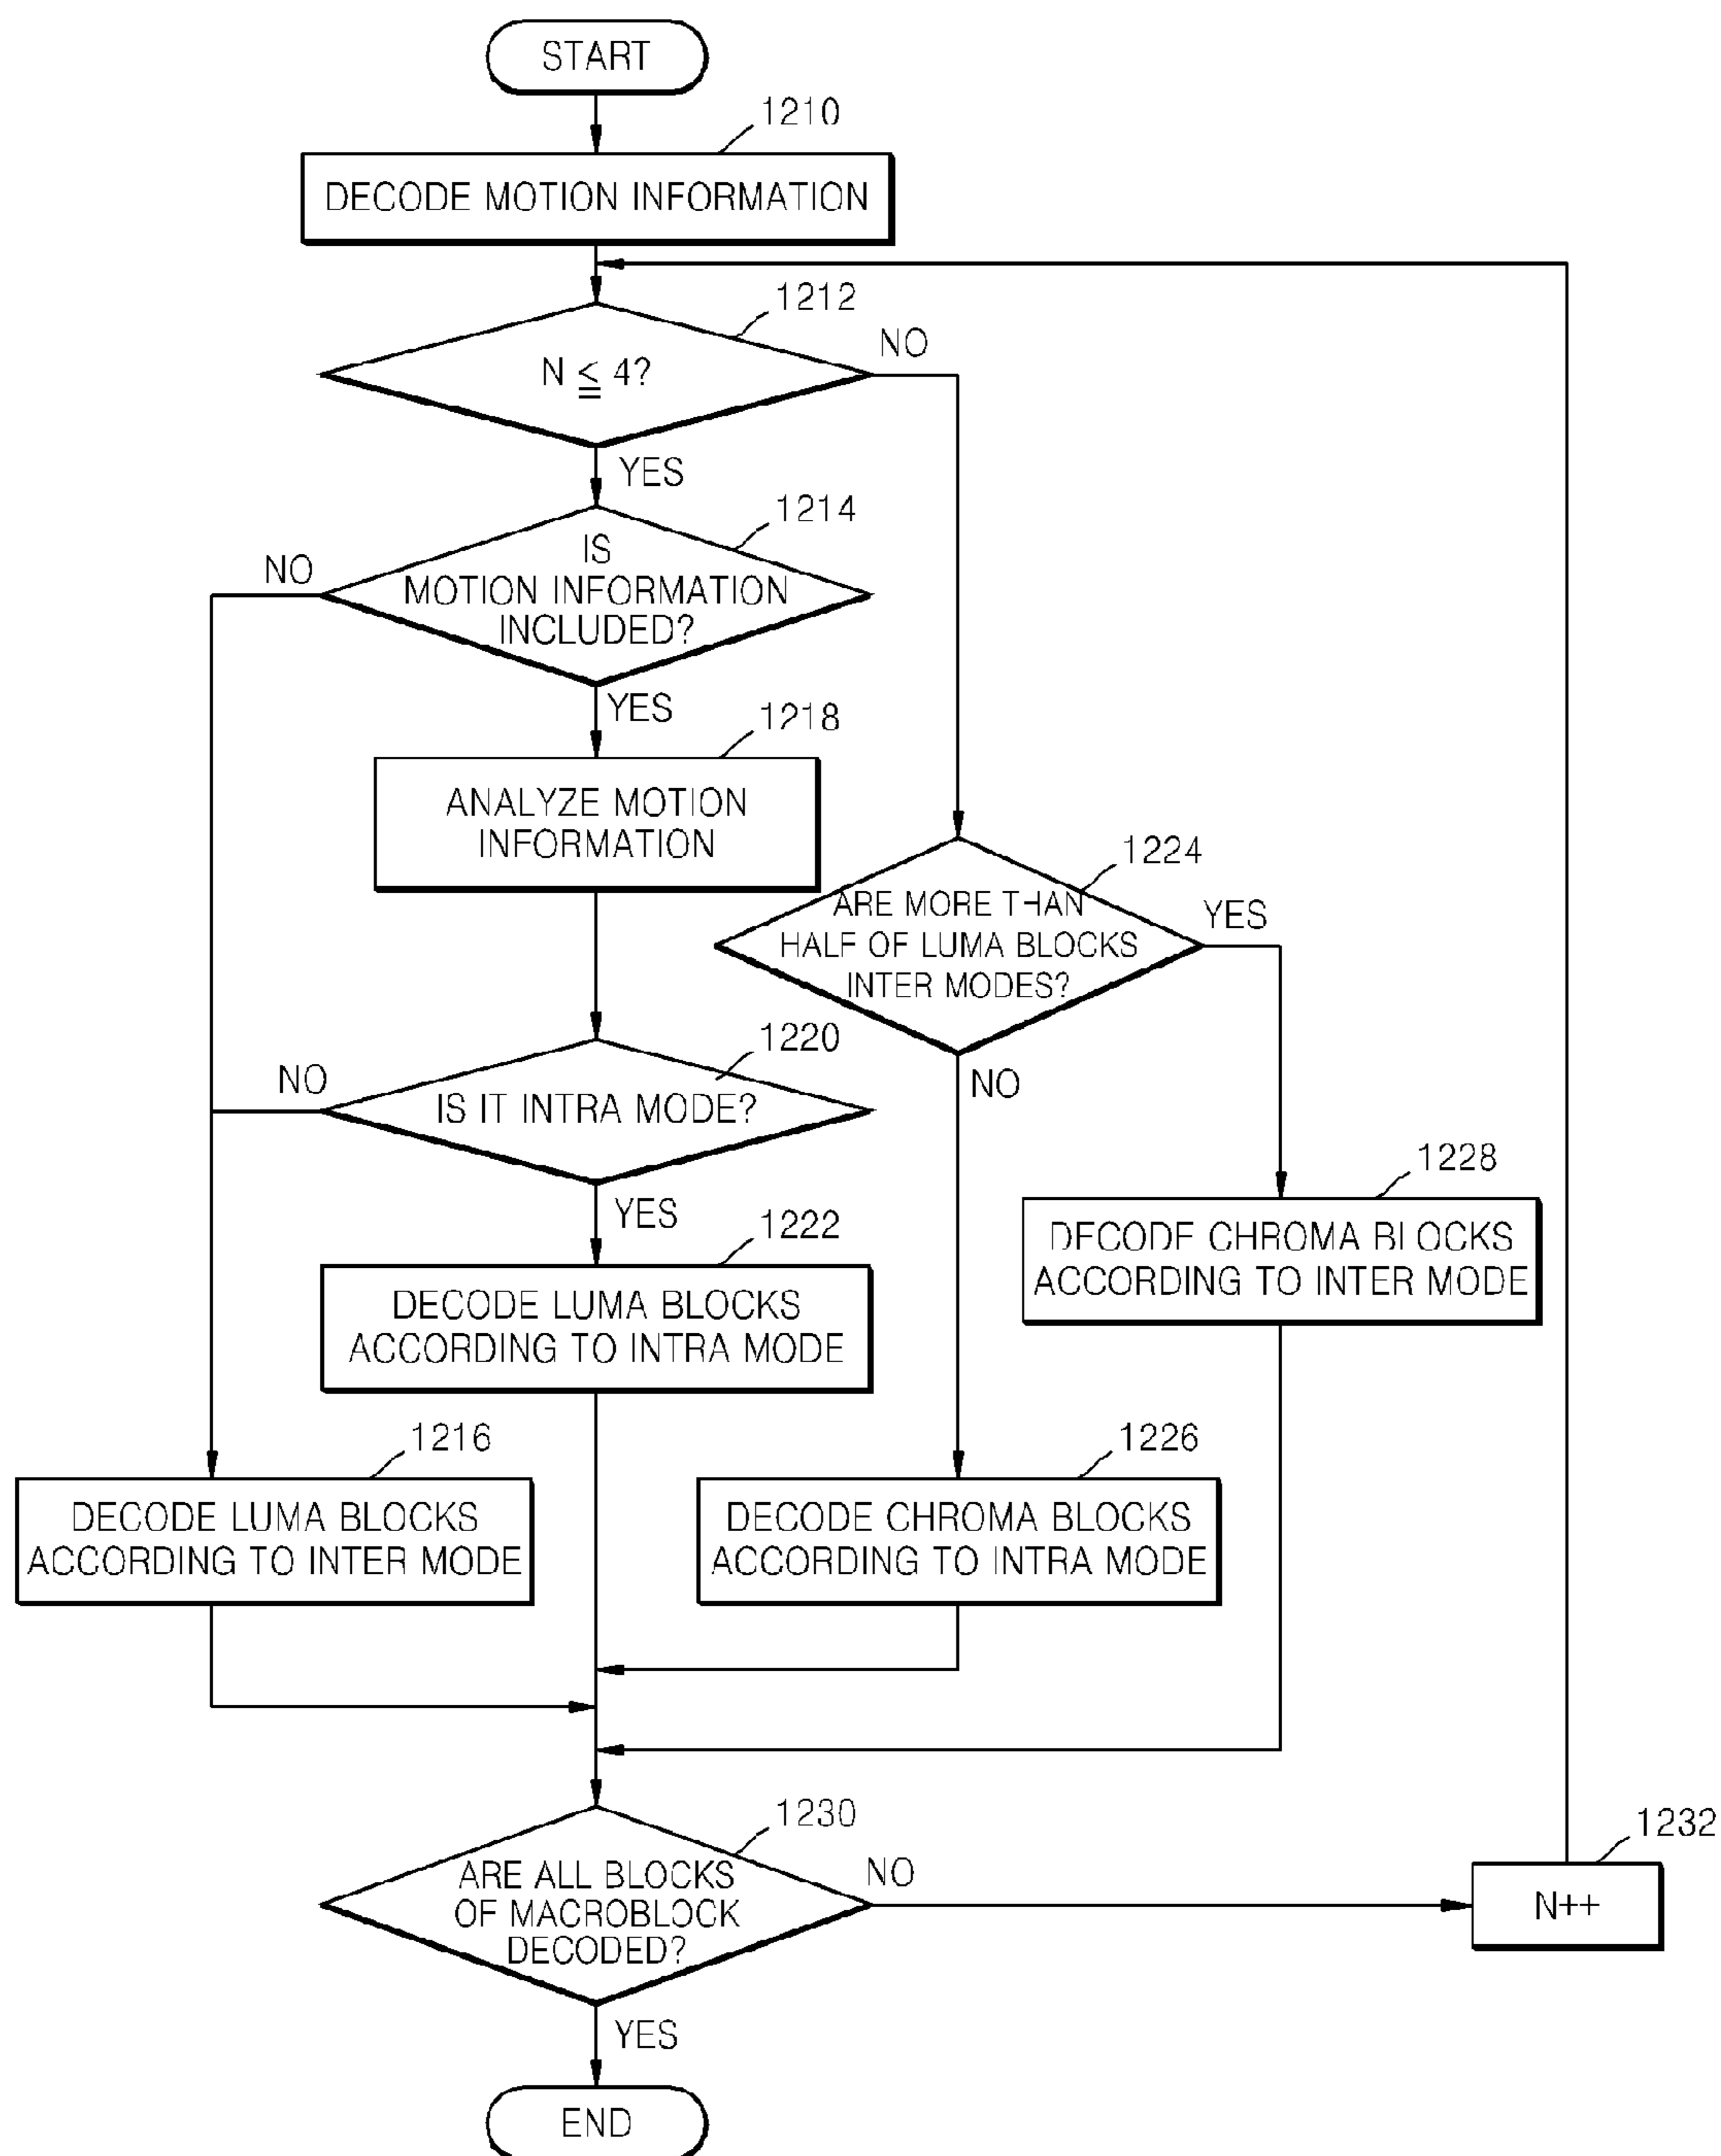 START
1210
DECODE MOTION INFORMATION
1212
N ≦ 4?
NO
YES
1214
IS
MOTION INFORMATION
INCLUDED?
NO
YES
1218
ANALYZE MOTION
INFORMATION
1224
ARE MORE THAN
HALF OF LUMA BLOCKS
INTER MODES?
YES
NO
1220
IS IT INTRA MODE?
NO
YES
1222
DECODE LUMA BLOCKS
ACCORDING TO INTRA MODE
1228
DECODE CHROMA BLOCKS
ACCORDING TO INTER MODE
1216
DECODE LUMA BLOCKS
ACCORDING TO INTER MODE
1226
DECODE CHROMA BLOCKS
ACCORDING TO INTRA MODE
1230
ARE ALL BLOCKS
OF MACROBLOCK
DECODED?
NO
1232
N++
YES
END